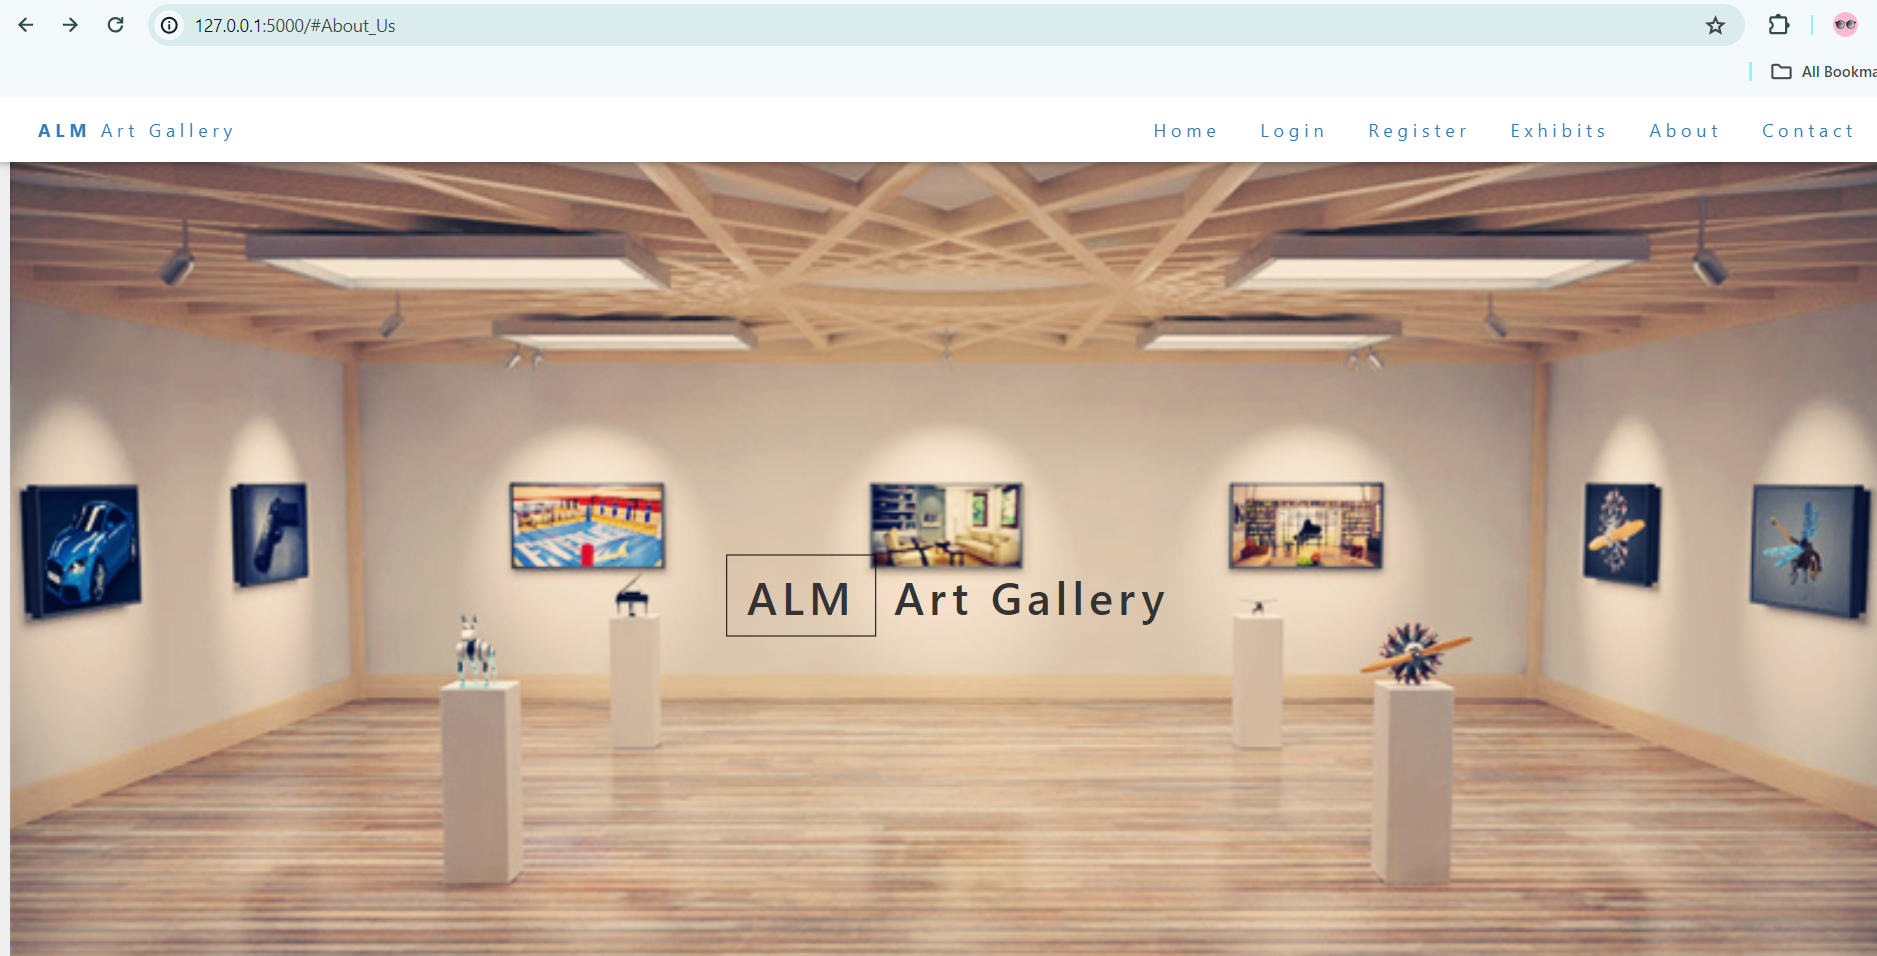 127.0.0.1:5000/#About_Us
All Bookma
ALM Art Gallery Home Login Register Exhibits About Contact
ALM Art Gallery